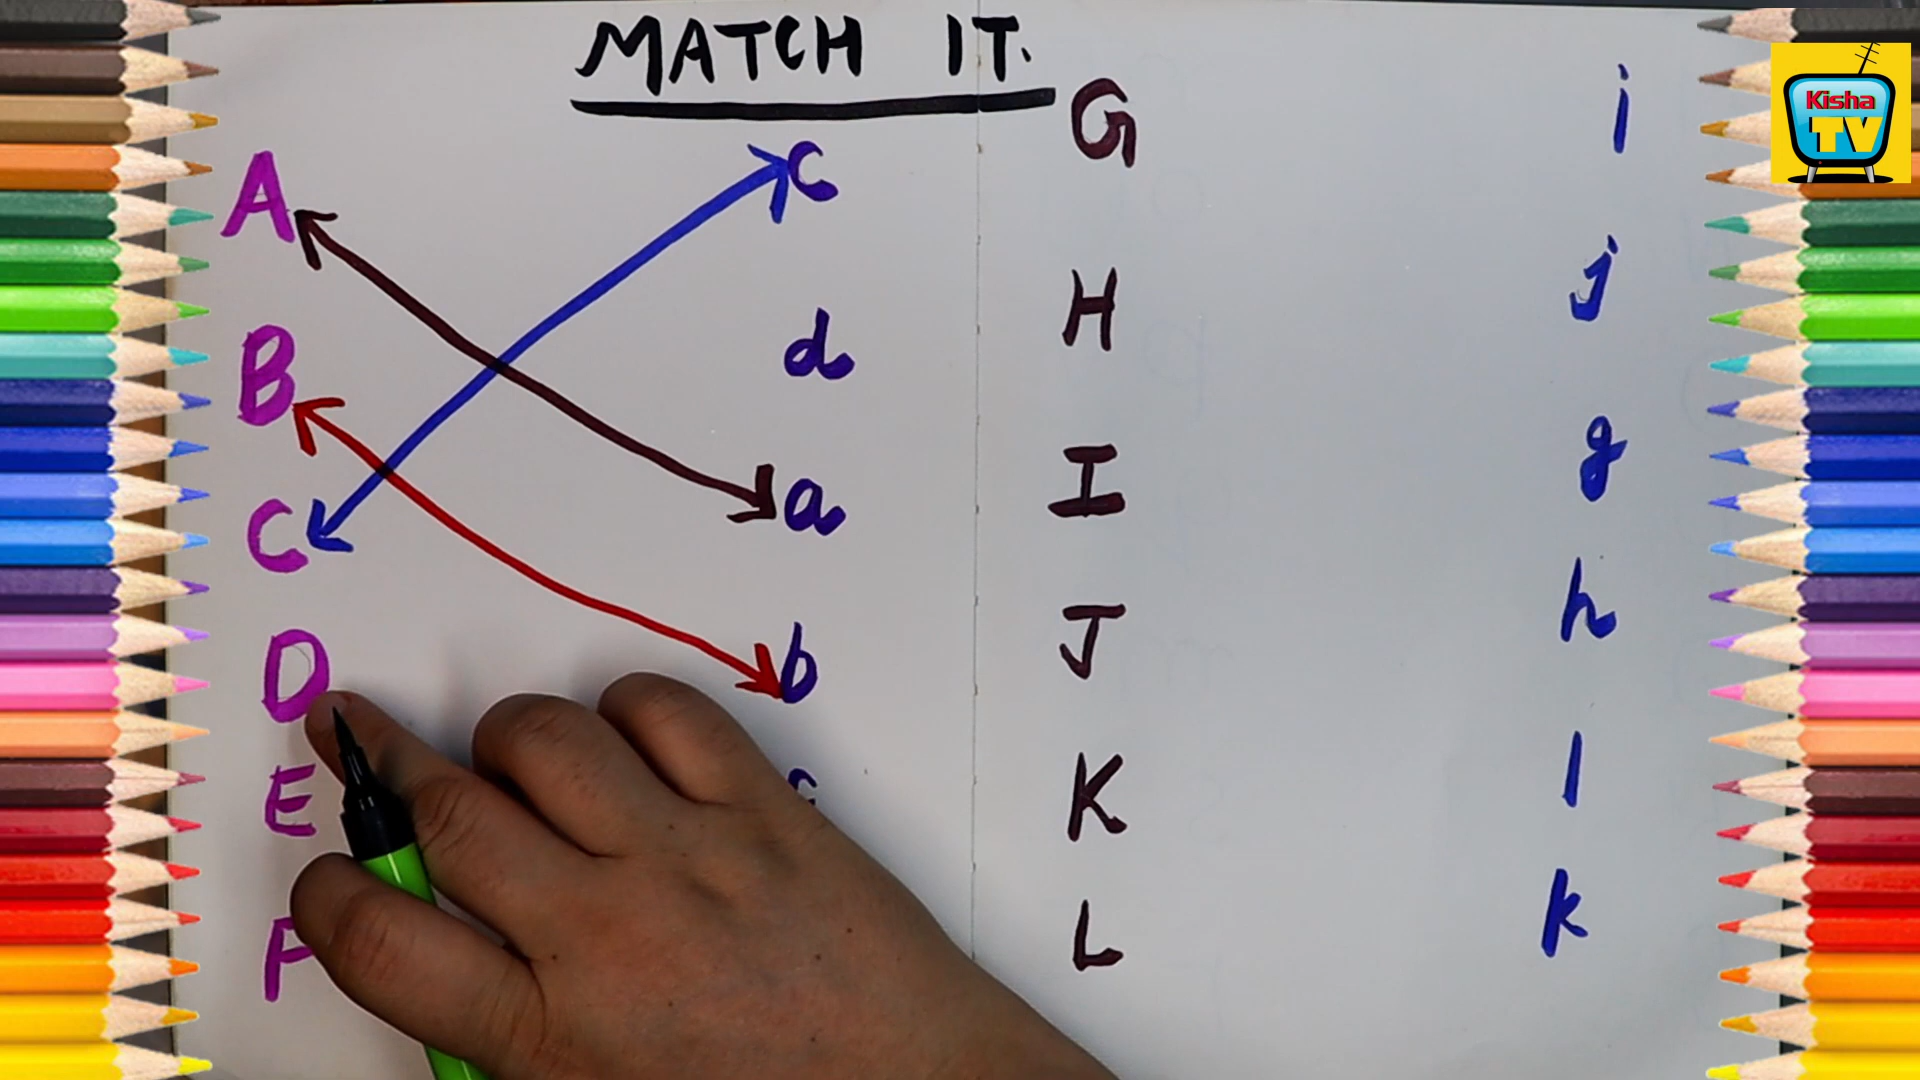 MATCH IT.
A c
B d
C a
D b
E
F
G i
H j
I g
J h
K l
L k
Kisha
TV